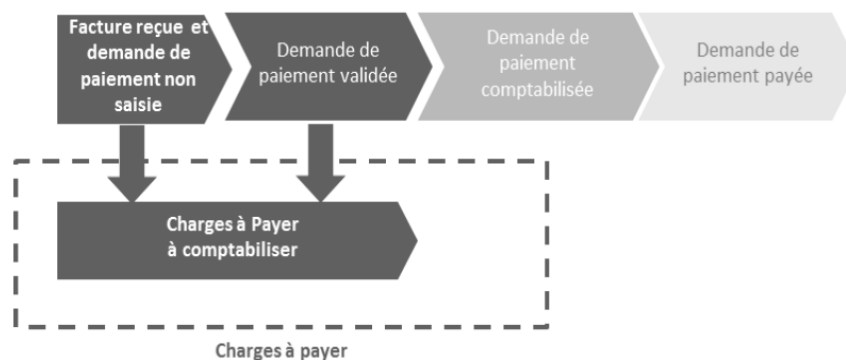 Facture reçue et
demande de
paiement non
saisie
Demande de
paiement validée
Demande de
paiement
comptabilisée
Demande de
paiement payée
Charges à Payer
à comptabiliser
Charges à payer